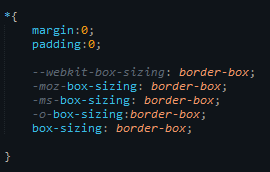 *{
margin:0;
padding:0;
--webkit-box-sizing: border-box;
-moz-box-sizing: border-box;
-ms-box-sizing: border-box;
-o-box-sizing:border-box;
box-sizing: border-box;
}